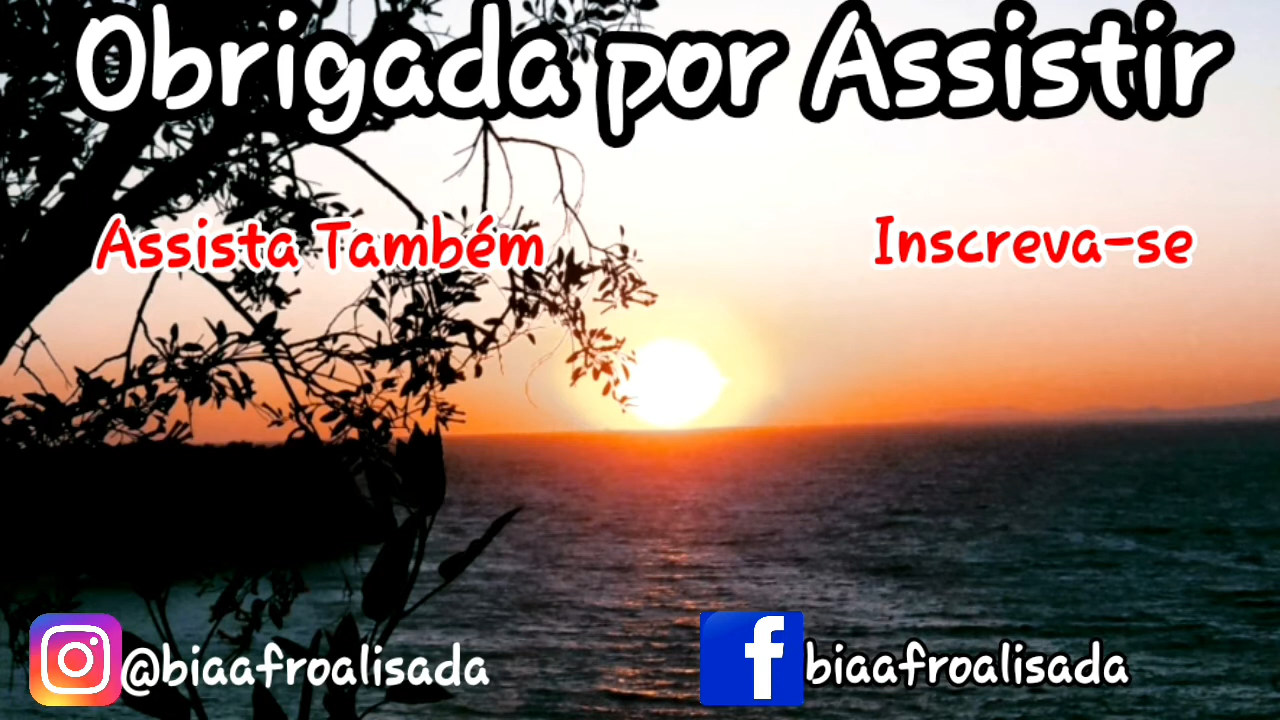 Obrigada por Assistir
Assista Também
Inscreva-se
@biaafroalisada
biaafroalisada